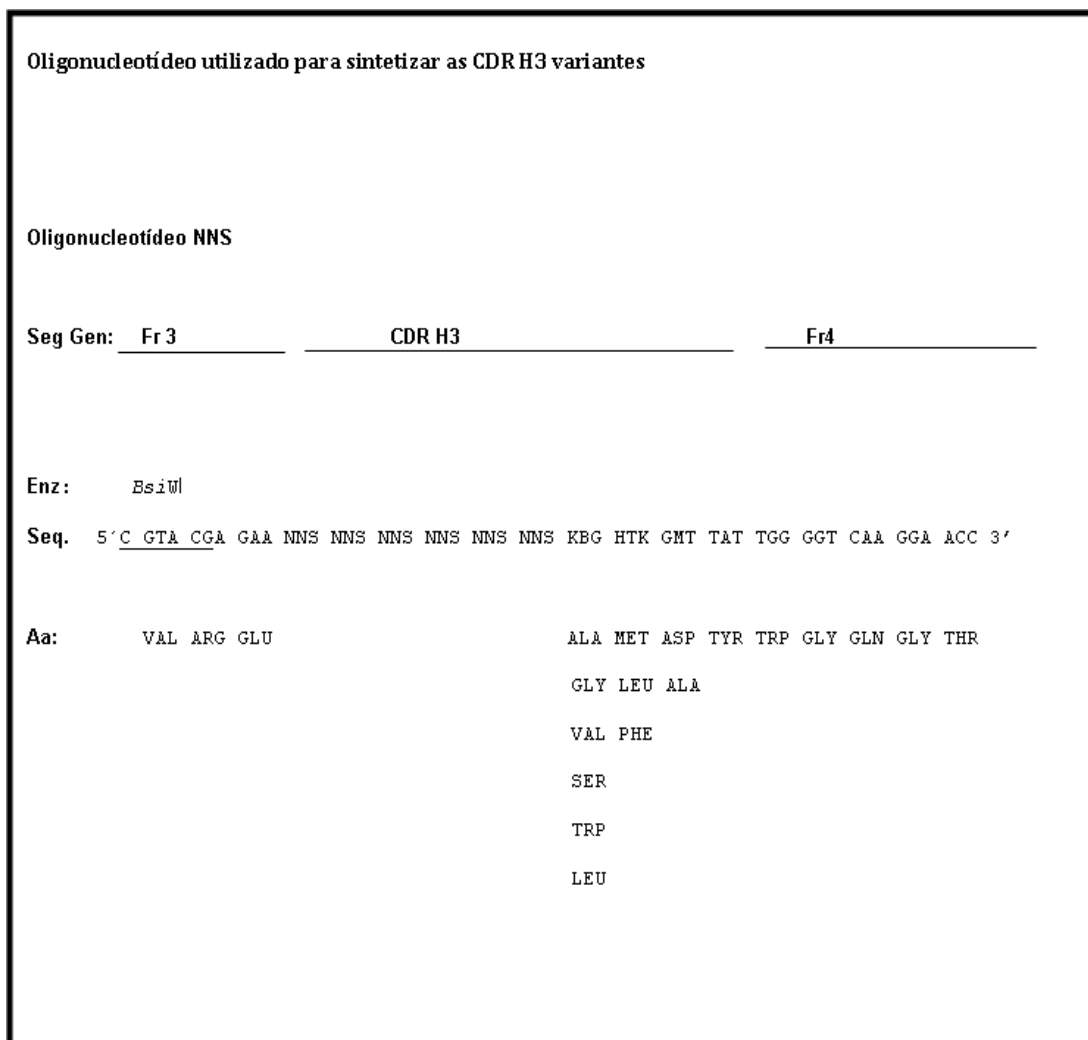 Oligonucleotídeo utilizado para sintetizar as CDR H3 variantes
Oligonucleotídeo NNS
Seg Gen: Fr 3 CDR H3 Fr4
Enz: BsiWI
Seq. 5´C GTA CGA GAA NNS NNS NNS NNS NNS NNS KBG HTK GMT TAT TGG GGT CAA GGA ACC 3′
Aa: VAL ARG GLU ALA MET ASP TYR TRP GLY GLN GLY THR
GLY LEU ALA
VAL PHE
SER
TRP
LEU